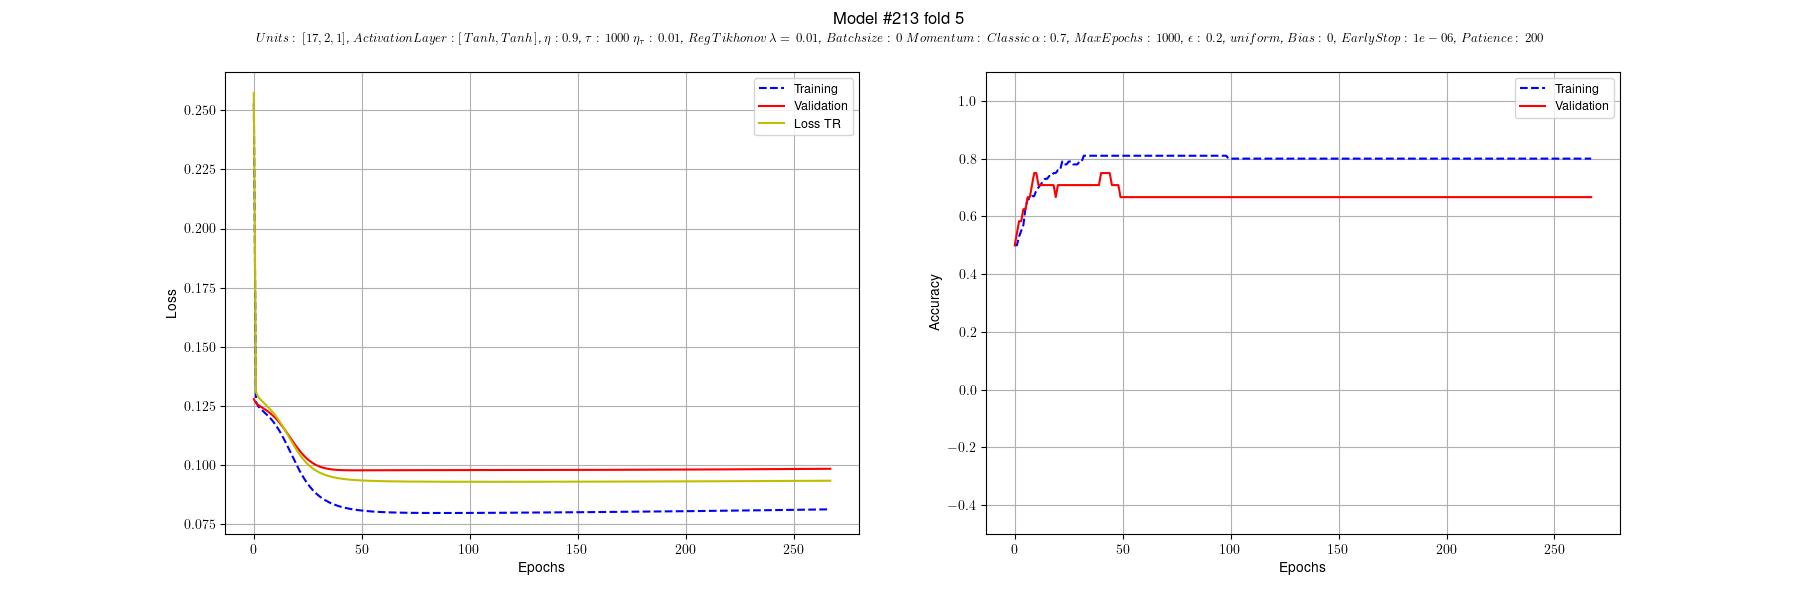 Model #213 fold 5
Units : [17, 2, 1], ActivationLayer : [Tanh, Tanh], η : 0.9, τ : 1000 ητ : 0.01, RegTikhonov λ = 0.01, Batchsize : 0 Momentum : Classic α : 0.7, MaxEpochs : 1000, ϵ : 0.2, uniform, Bias : 0, EarlyStop : 1e − 06, Patience : 200
Training
Validation
Loss TR
0.250
0.225
0.200
0.175
0.150
0.125
0.100
0.075
Loss
0 50 100 150 200 250
Epochs
Training
Validation
1.0
0.8
0.6
0.4
0.2
0.0
−0.2
−0.4
Accuracy
0 50 100 150 200 250
Epochs